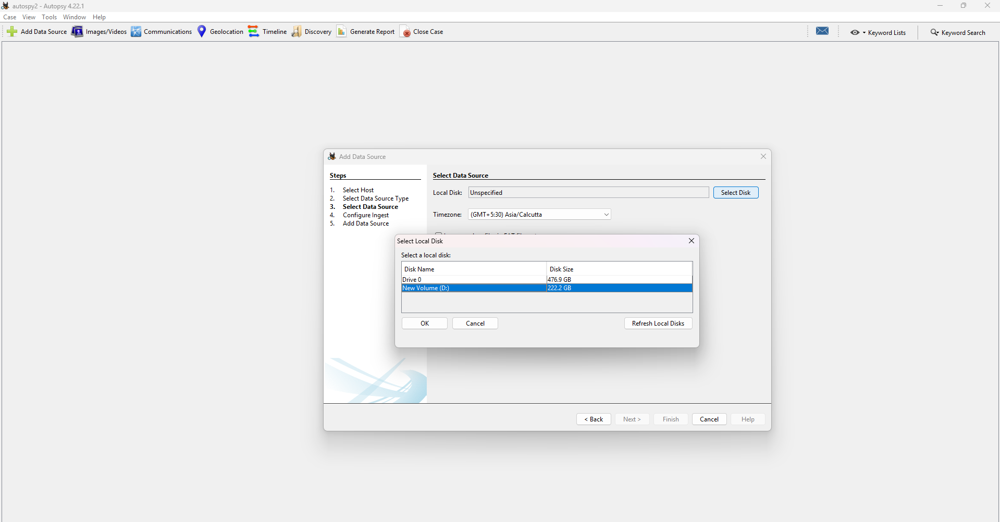 autospy2 - Autopsy 4.22.1
Case View Tools Window Help
Add Data Source Images/Videos Communications Geolocation Timeline Discovery Generate Report Close Case Keyword Lists Keyword Search
Add Data Source
Steps
1. Select Host
2. Select Data Source Type
3. Select Data Source
4. Configure Ingest
5. Add Data Source
Select Data Source
Local Disk: Unspecified Select Disk
Timezone: (GMT+5:30) Asia/Calcutta
Select Local Disk
Select a local disk:
Disk Name Disk Size
Drive 0 476.9 GB
New Volume (D:) 222.2 GB
OK Cancel Refresh Local Disks
< Back Next > Finish Cancel Help